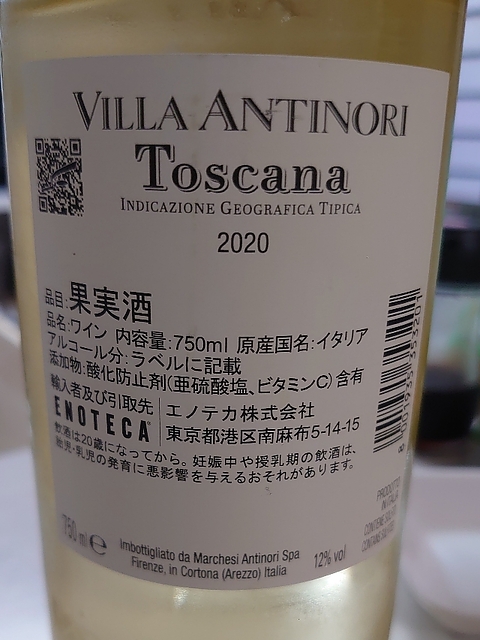 VILLA ANTINORI
Toscana
INDICAZIONE GEOGRAFICA TIPICA
2020
品目:果実酒
品名:ワイン 内容量:750ml 原産国名:イタリア
アルコール分:ラベルに記載
添加物:酸化防止剤(亜硫酸塩、ビタミンC)含有
輸入者及び引取先 エノテカ株式会社
ENOTECA 東京都港区南麻布5-14-15
飲酒は20歳になってから。妊娠中や授乳期の飲酒は、
胎児・乳児の発育に悪影響を与えるおそれがあります。
PRODOTTO
IN ITALIA
750 ml e
Imbottigliato da Marchesi Antinori Spa
Firenze, in Cortona (Arezzo) Italia
12% vol